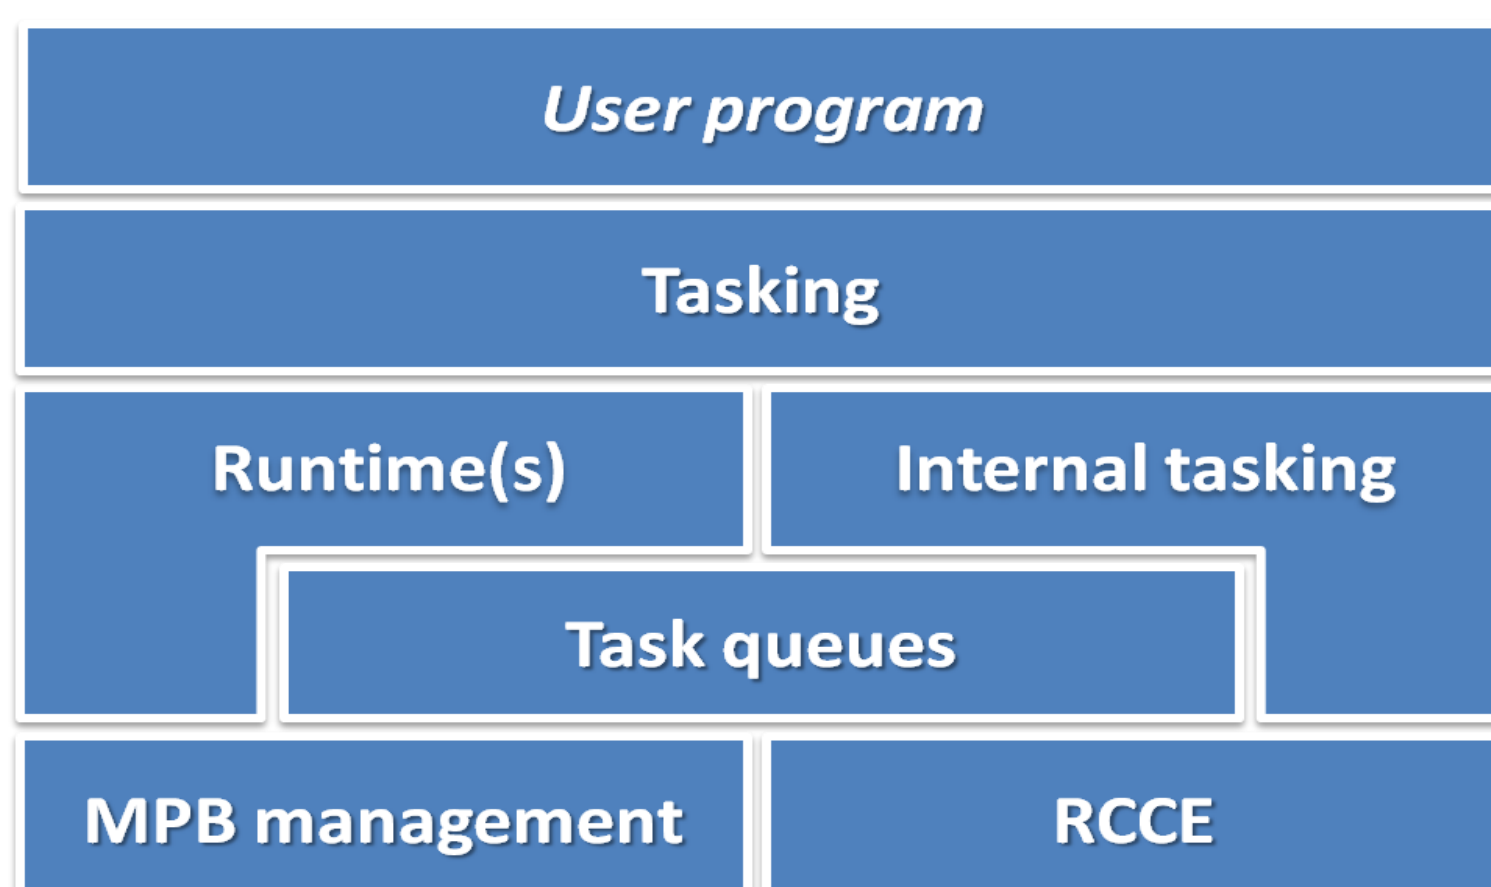 User program
Tasking
Runtime(s)
Internal tasking
Task queues
MPB management
RCCE